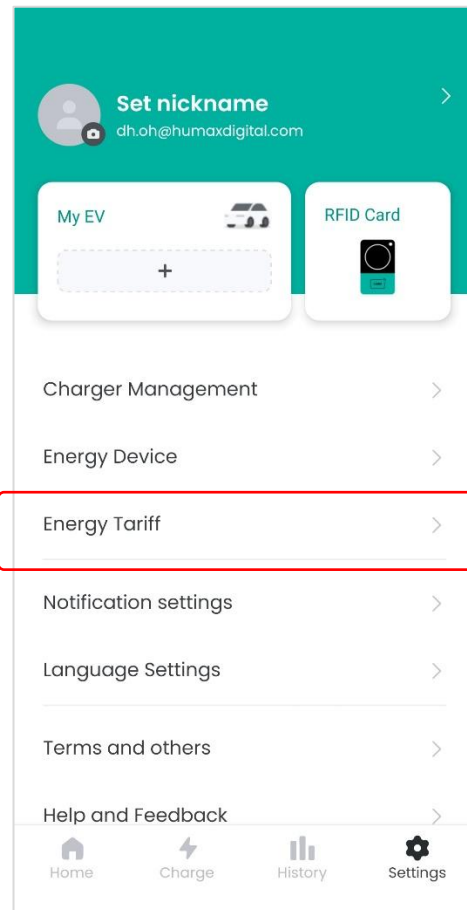 Set nickname
dh.oh@humaxdigital.com
My EV
RFID Card
+
Charger Management
Energy Device
Energy Tariff
Notification settings
Language Settings
Terms and others
Help and Feedback
Home
Charge
History
Settings